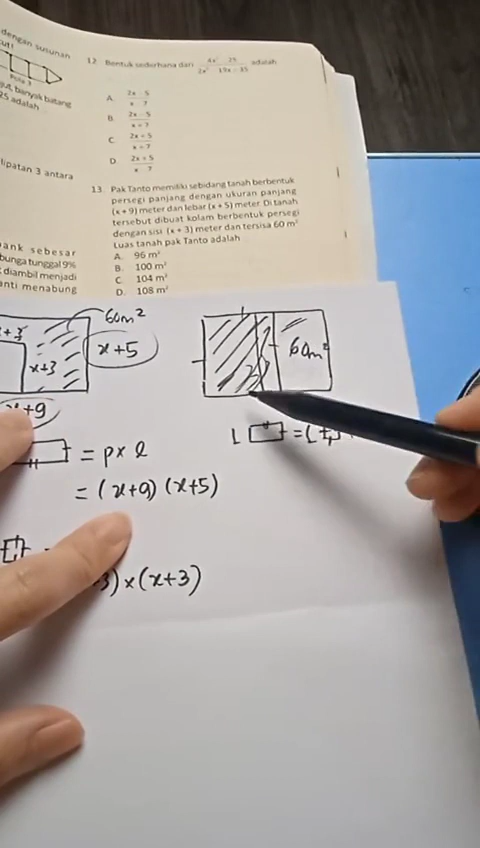 dengan susunan
Pola 3
banyak batang
25 adalah
lipatan 3 antara
bank sebesar
bunga tunggal 9%
diambil menjadi
menabung
12. Bentuk sederhana dari adalah
A.
B.
C.
D.
13. Pak Tanto memiliki sebidang tanah berbentuk
persegi panjang dengan ukuran panjang
(x + 9) meter dan lebar (x + 5) meter. Di tanah
tersebut dibuat kolam berbentuk persegi
dengan sisi (x + 3) meter dan tersisa 60 m²
Luas tanah pak Tanto adalah
A. 96 m²
B. 100 m²
C. 104 m²
D. 108 m²
60m²
x+3
x+5
x+3
x+9
= p x l
= (x+9) (x+5)
3) x (x+3)
60m²
L = (